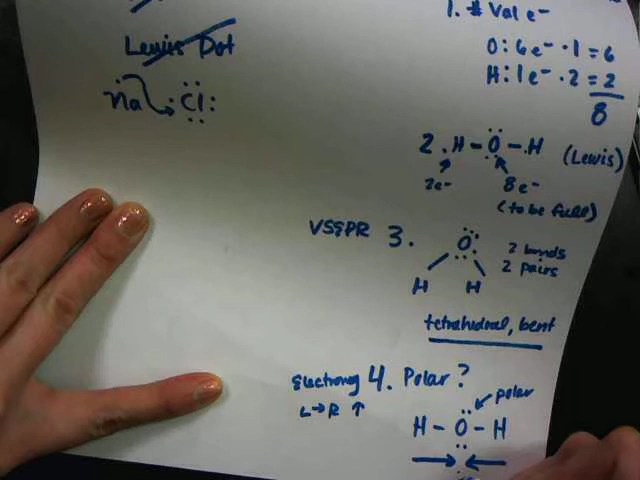 Lewis Dot
Na Cl
1. # Val e-
O: 6e- · 1 = 6
H: 1e- · 2 = 2
8
2. H - O - H (Lewis)
2e- 8e-
(to be full)
VSEPR 3. O
H H
2 bonds
2 pairs
tetrahedral, bent
4. Polar?
L→R ↑
polar
H - O - H